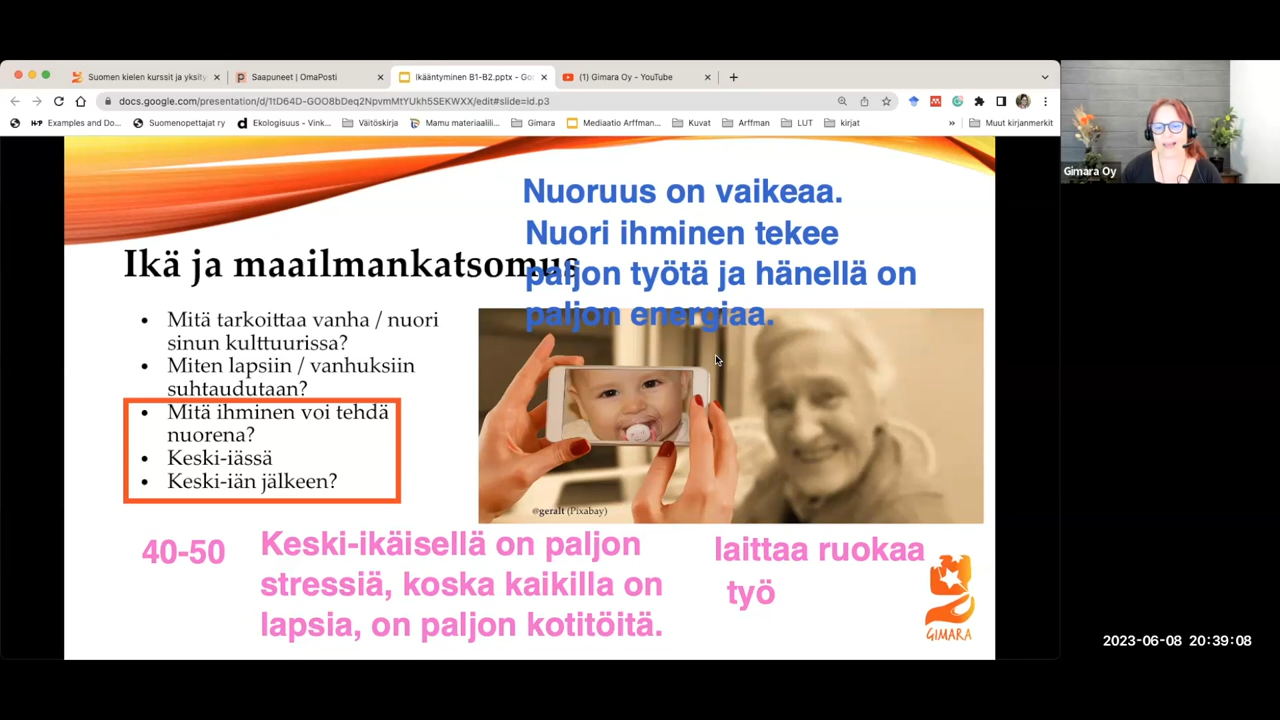 Suomen kielen kurssit ja yksity
Saapuneet | OmaPosti
Ikääntyminen B1-B2.pptx - Goo
(1) Gimara Oy - YouTube
docs.google.com/presentation/d/1tD64D-GOO8bDeq2NpvmMtYUkh5SEKWXX/edit#slide=id.p3
Examples and Do...
Suomenopettajat ry
Ekologisuus - Vink...
Väitöskirja
Mamu materiaalili...
Gimara
Mediaatio Arffman...
Kuvat
Arffman
LUT
kirjat
»
Muut kirjanmerkit
Gimara Oy
Nuoruus on vaikeaa.
Nuori ihminen tekee
paljon työtä ja hänellä on
paljon energiaa.
Ikä ja maailmankatsomus
• Mitä tarkoittaa vanha / nuori
sinun kulttuurissa?
• Miten lapsiin / vanhuksiin
suhtaudutaan?
• Mitä ihminen voi tehdä
nuorena?
• Keski-iässä
• Keski-iän jälkeen?
@geralt (Pixabay)
40-50
Keski-ikäisellä on paljon
stressiä, koska kaikilla on
lapsia, on paljon kotitöitä.
laittaa ruokaa
työ
GIMARA
2023-06-08 20:39:08